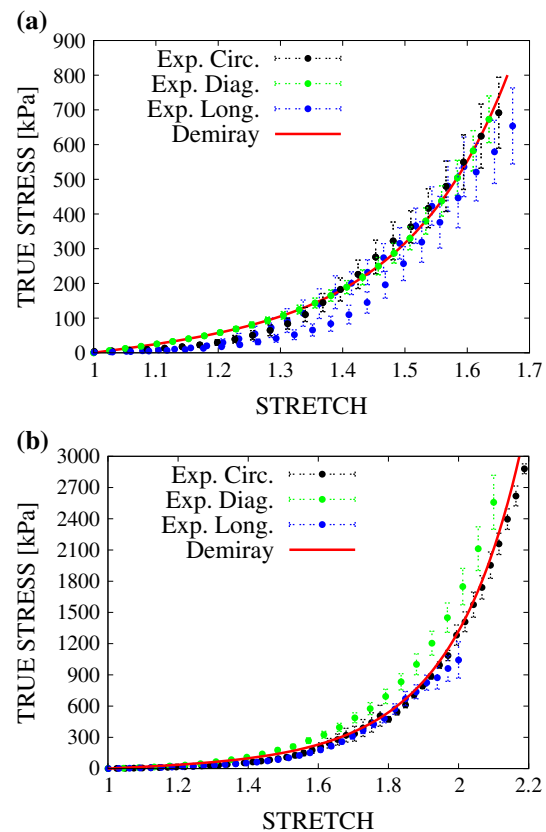 (a)
900
800
700
600
500
400
300
200
100
0
TRUE STRESS [kPa]
Exp. Circ.
Exp. Diag.
Exp. Long.
Demiray
1 1.1 1.2 1.3 1.4 1.5 1.6 1.7
STRETCH
(b)
3000
2700
2400
2100
1800
1500
1200
900
600
300
0
TRUE STRESS [kPa]
Exp. Circ.
Exp. Diag.
Exp. Long.
Demiray
1 1.2 1.4 1.6 1.8 2 2.2
STRETCH